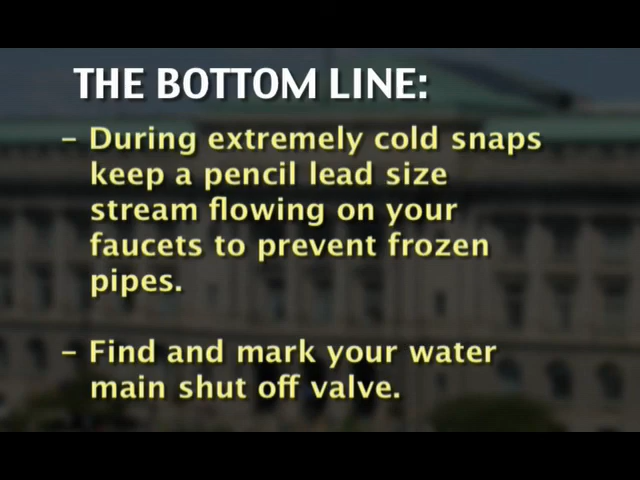 THE BOTTOM LINE:
– During extremely cold snaps
keep a pencil lead size
stream flowing on your
faucets to prevent frozen
pipes.
– Find and mark your water
main shut off valve.